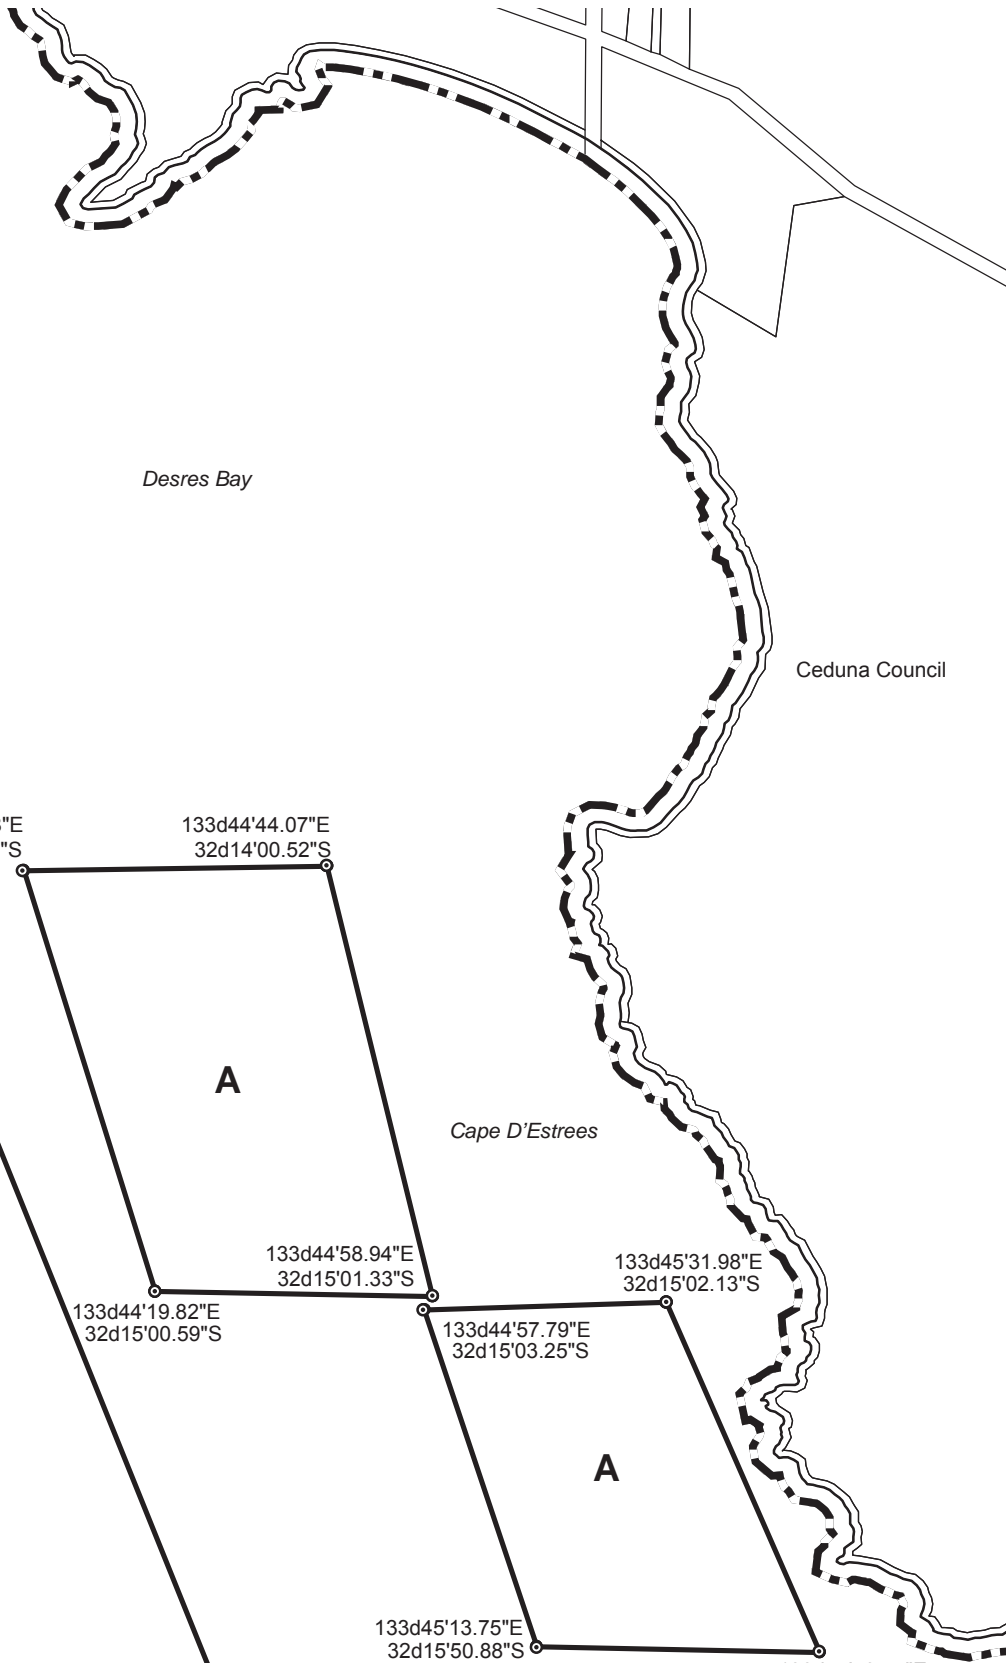 Desres Bay
Ceduna Council
"E
"S
133d44'44.07"E
32d14'00.52"S
A
Cape D'Estrees
133d44'58.94"E
32d15'01.33"S
133d44'19.82"E
32d15'00.59"S
133d45'31.98"E
32d15'02.13"S
133d44'57.79"E
32d15'03.25"S
A
133d45'13.75"E
32d15'50.88"S